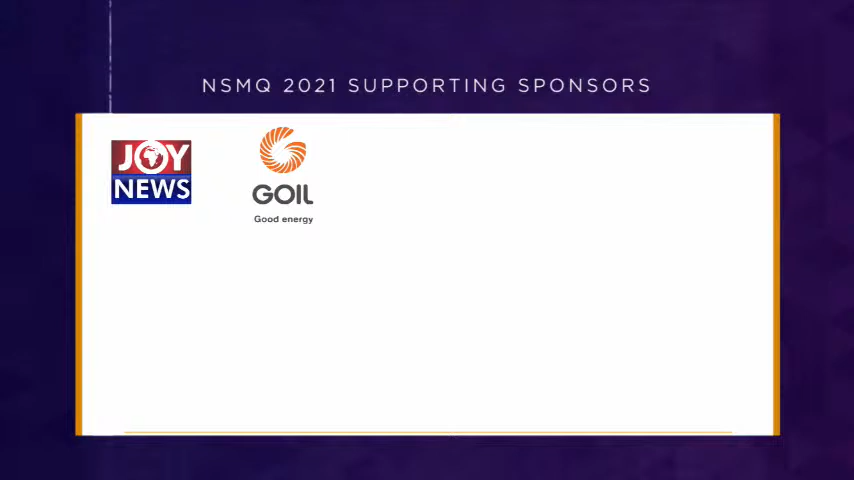 NSMQ 2021 SUPPORTING SPONSORS
JOY
NEWS
GOIL
Good energy